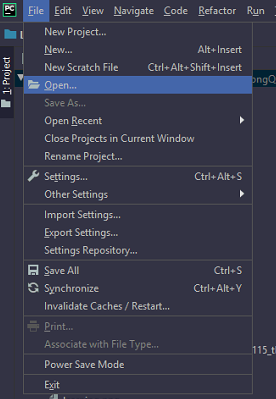 PC File Edit View Navigate Code Refactor Run
New Project...
New... Alt+Insert
New Scratch File Ctrl+Alt+Shift+Insert
Open...
Save As...
Open Recent
Close Projects in Current Window
Rename Project...
Settings... Ctrl+Alt+S
Other Settings
Import Settings...
Export Settings...
Settings Repository...
Save All Ctrl+S
Synchronize Ctrl+Alt+Y
Invalidate Caches / Restart...
Print...
Associate with File Type...
Power Save Mode
Exit
1: Project
ongQ
115_t